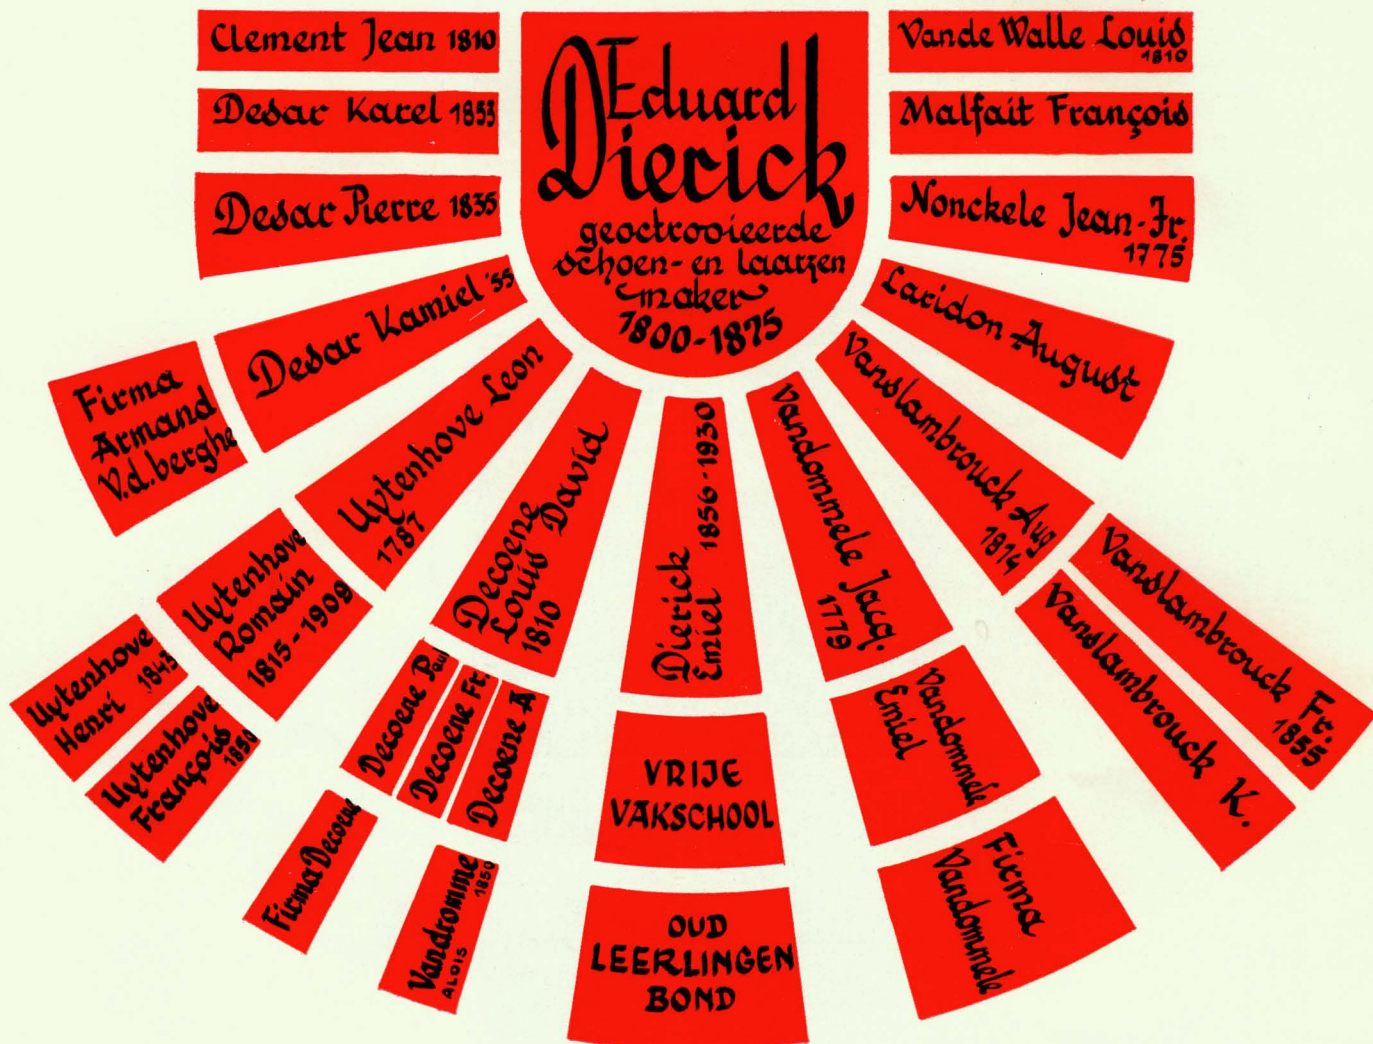 Clement Jean 1810
Desar Karel 1853
Desar Pierre 1835
Desar Kamiel '55
Firma
Armand
V.d.berghe
Eduard
Dierick
geoctrooieerde
schoen- en laarzen
maker
1800-1875
Vande Walle Louis
1810
Malfait François
Nonckele Jean-Fr.
1775
Laridon August
Uytenhove Leon
1787
Uytenhove
Romain
1815-1909
Uytenhove
Henri 1843
Uytenhove
François
1850
Decoene
Louis David
1810
Decoene Paul
Decoene Fr.
Decoene A
Firma Decoene
Vandromme
1850
ALOIS
Dierick
Emiel 1856-1930
VRIJE
VAKSCHOOL
OUD
LEERLINGEN
BOND
Vandommele Jacq.
1779
Vandommele
Emiel
Firma
Vandommele
Vanslambrouck Aug
1814
Vanslambrouck Fr.
1855
Vanslambrouck K.